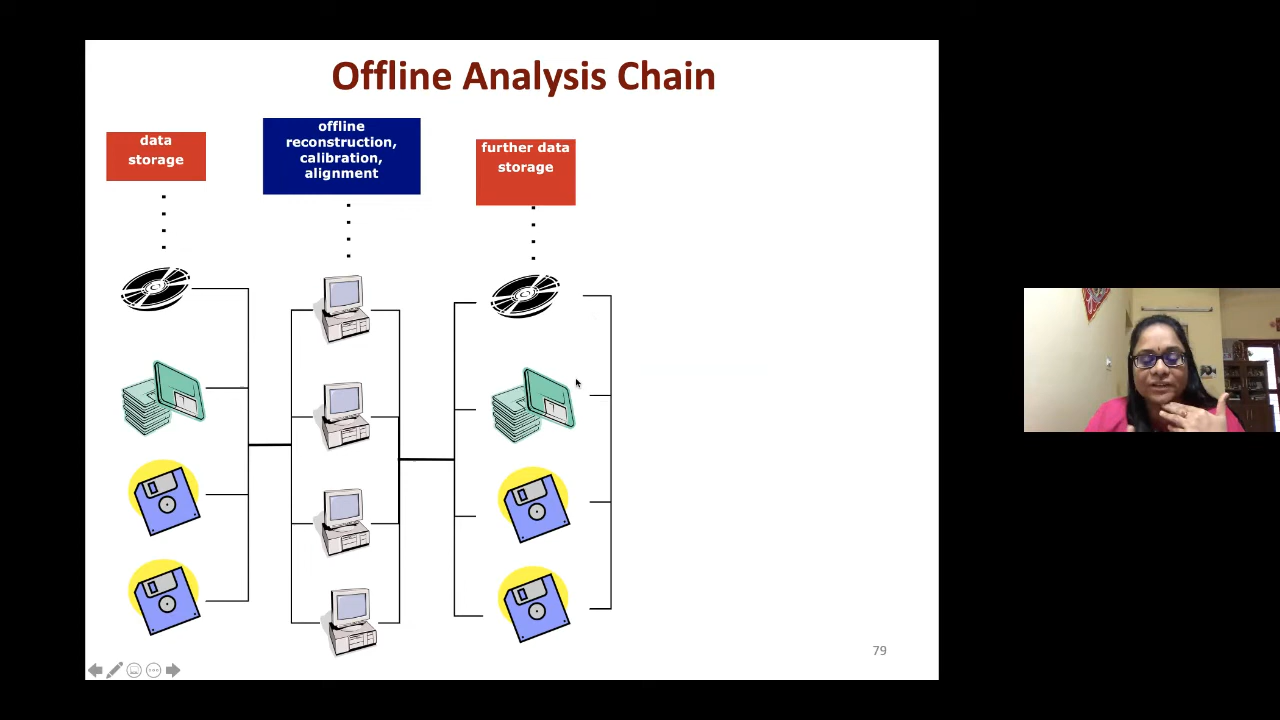 Offline Analysis Chain
data
storage
offline
reconstruction,
calibration,
alignment
further data
storage
79